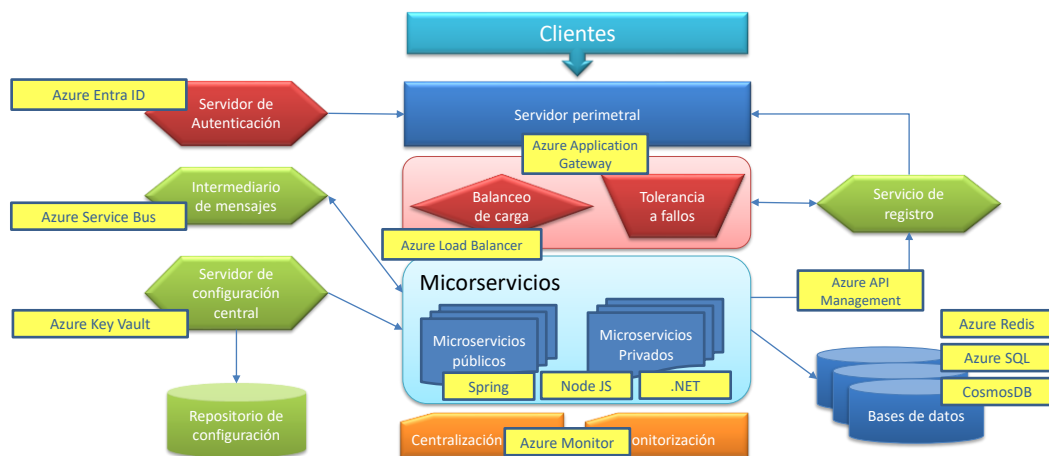 Clientes
Azure Entra ID
Servidor de
Autenticación
Servidor perimetral
Azure Application
Gateway
Intermediario
de mensajes
Azure Service Bus
Balanceo
de carga
Tolerancia
a fallos
Servicio de
registro
Azure Load Balancer
Servidor de
configuración
central
Azure Key Vault
Micorservicios
Azure API
Management
Microservicios
públicos
Microservicios
Privados
Spring
Node JS
.NET
Azure Redis
Azure SQL
CosmosDB
Bases de datos
Repositorio de
configuración
Centralización
Azure Monitor
onitorización